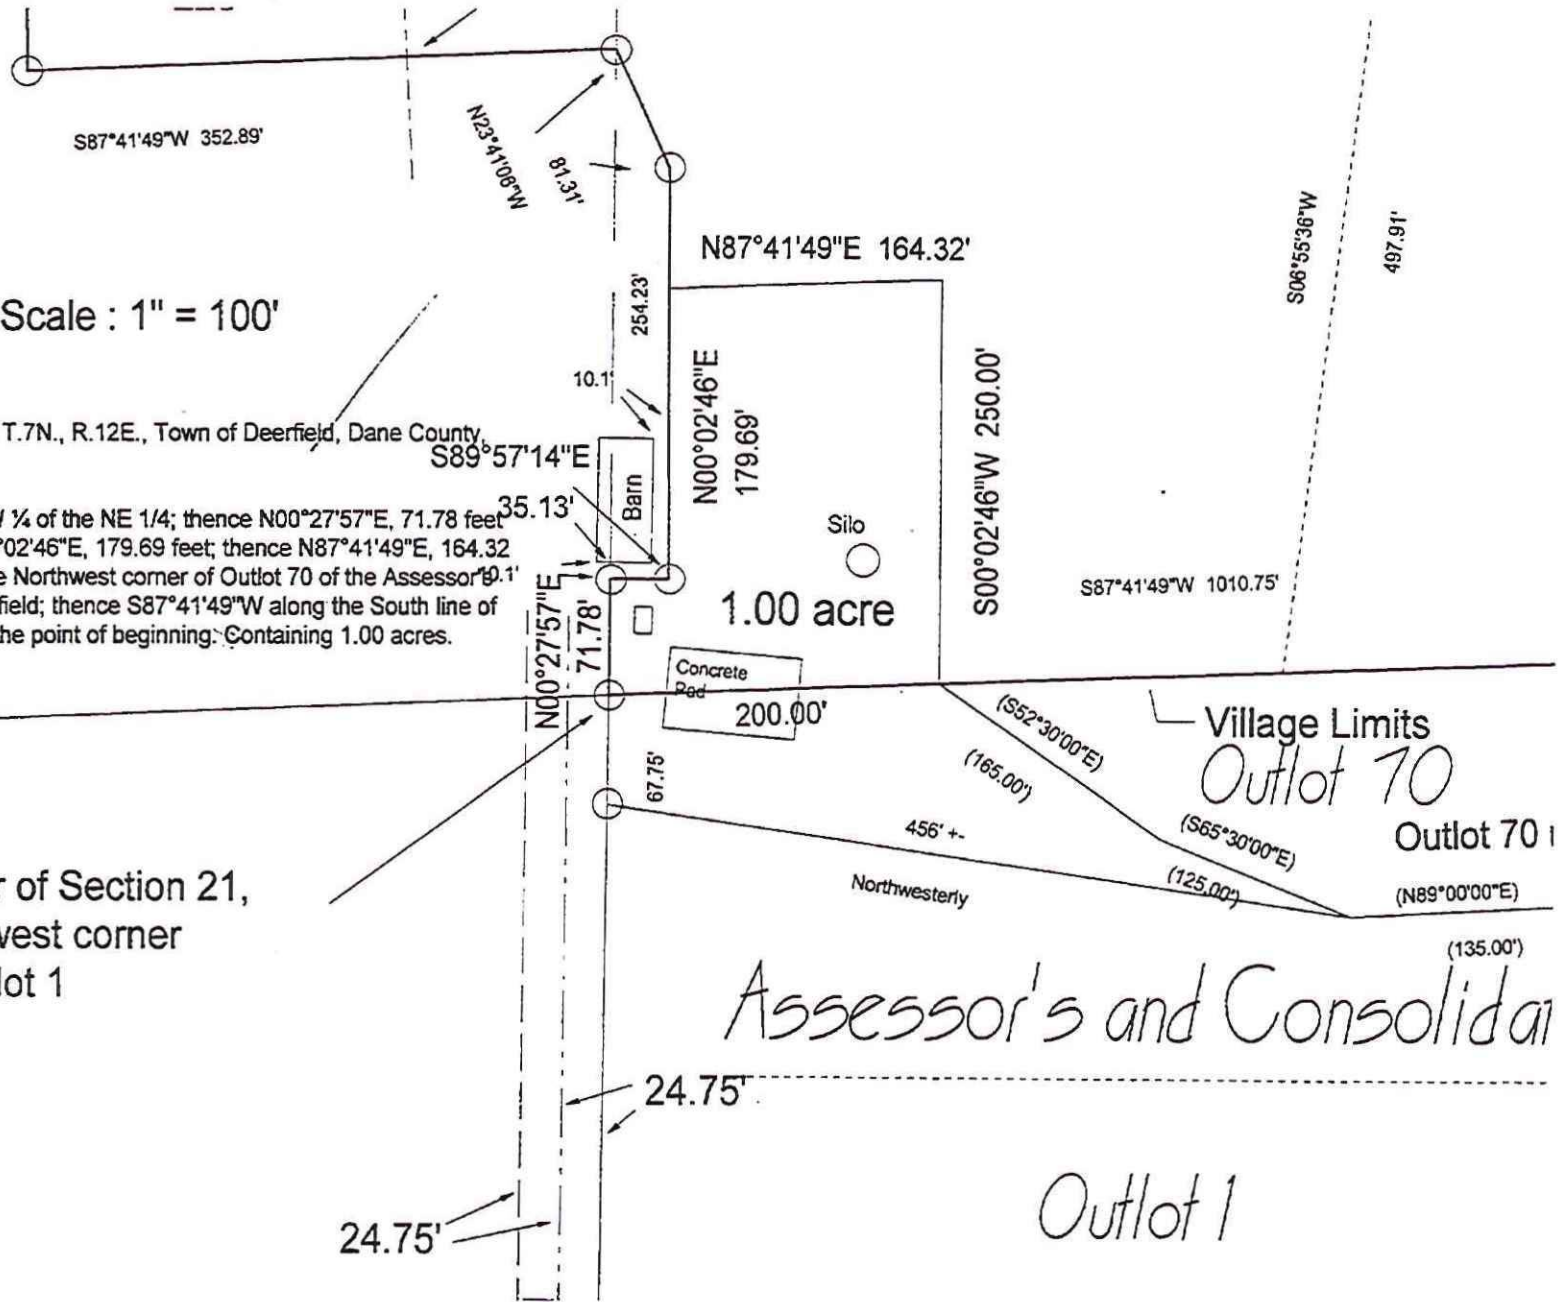 S87°41'49"W 352.89'
N23°41'06"W
81.31'
N87°41'49"E 164.32'
S06°55'36"W
497.91'
Scale : 1" = 100'
254.23'
10.1'
N00°02'46"E
179.69'
S00°02'46"W 250.00'
T.7N., R.12E., Town of Deerfield, Dane County,
S89°57'14"E
35.13'
Barn
Silo
¼ of the NE 1/4; thence N00°27'57"E, 71.78 feet
°02'46"E, 179.69 feet; thence N87°41'49"E, 164.32
e Northwest corner of Outlot 70 of the Assessor's
10.1'
field; thence S87°41'49"W along the South line of
the point of beginning. Containing 1.00 acres.
N00°27'57"E
71.78'
1.00 acre
S87°41'49"W 1010.75'
Concrete
Pad
200.00'
67.75'
(S52°30'00"E)
(165.00')
Village Limits
Outlot 70
(S65°30'00"E)
(125.00')
Outlot 70
456' +-
Northwesterly
(N89°00'00"E)
(135.00')
r of Section 21,
west corner
lot 1
Assessor's and Consolidat
24.75'
24.75'
Outlot 1